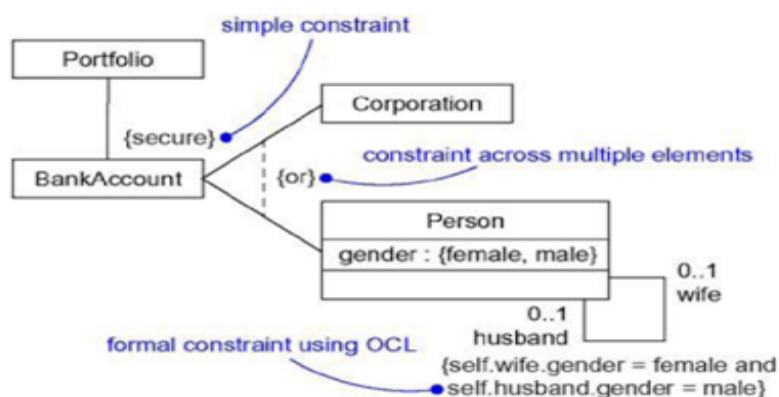 simple constraint
Portfolio
Corporation
{secure}
constraint across multiple elements
BankAccount
{or}
Person
gender : {female, male}
0..1
wife
0..1
husband
formal constraint using OCL
{self.wife.gender = female and
self.husband.gender = male}